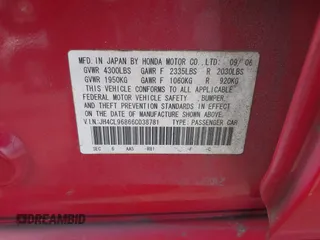 MFD.IN JAPAN BY HONDA MOTOR CO.,LTD. 09/06
GVWR 4300LBS GAWR F 2335LBS R 2030LBS
GVWR 1950KG GAWR F 1060KG R 920KG
THIS VEHICLE CONFORMS TO ALL APPLICABLE
FEDERAL MOTOR VEHICLE SAFETY, BUMPER,
AND THEFT PREVENTION STANDARDS IN EFFECT
ON THE DATE OF MANUFACTURE SHOWN ABOVE.
V.I.N.:JH4CL96866C038781 TYPE:PASSENGER CAR
DREAMBID